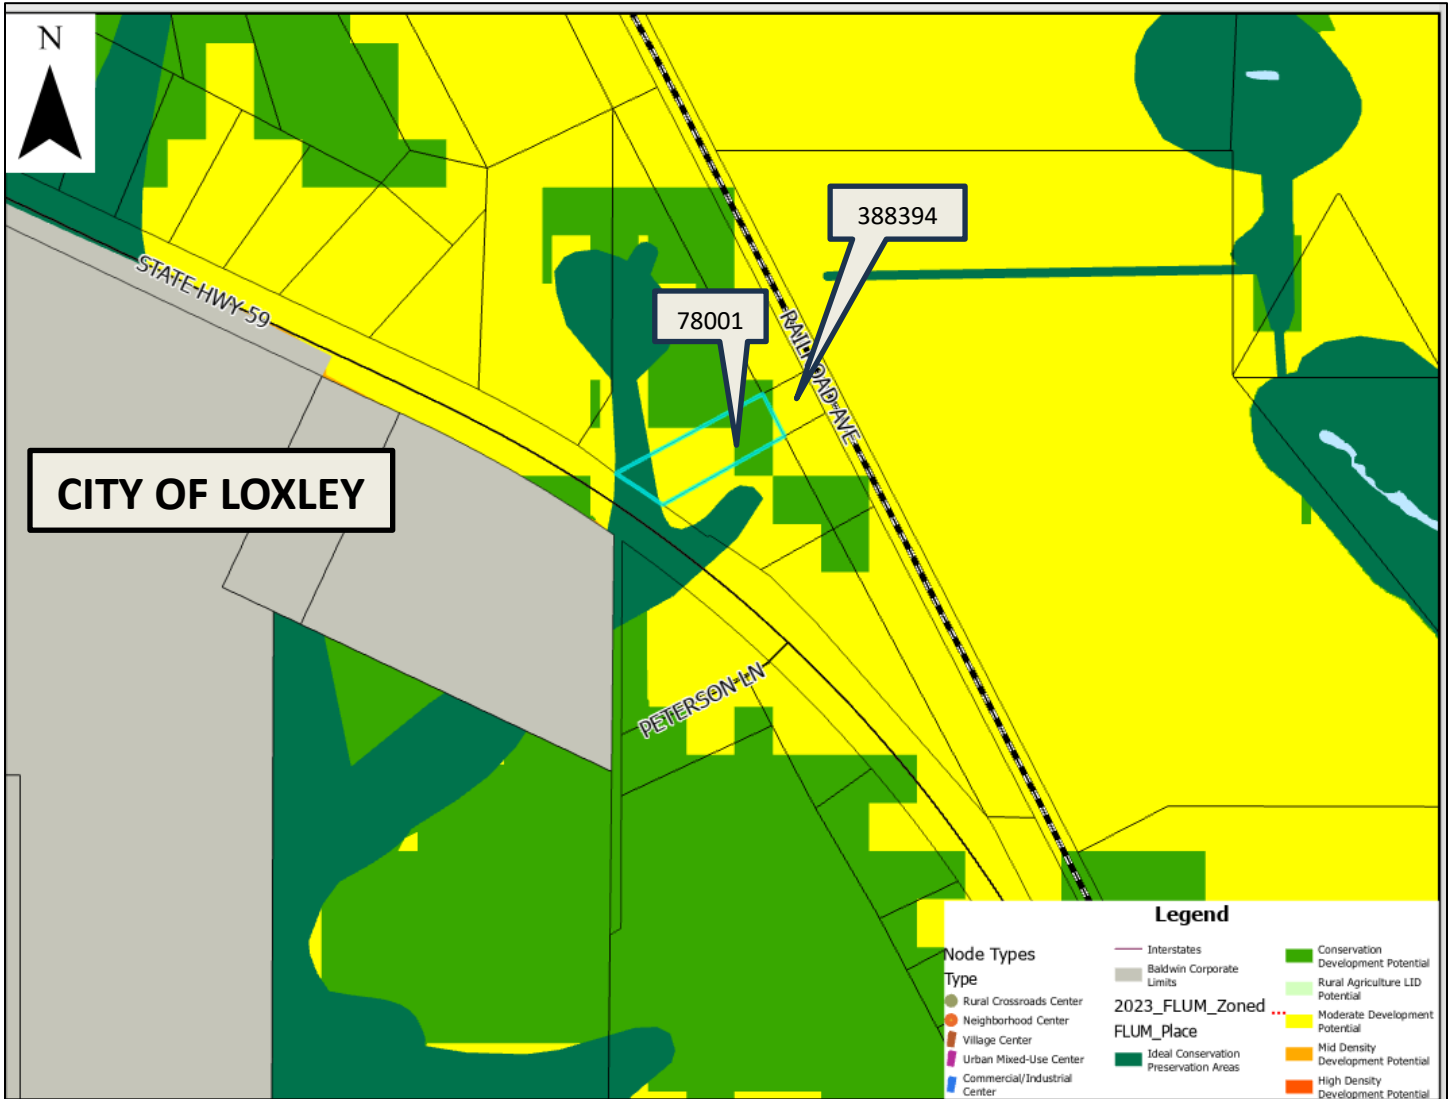 N
388394
78001
STATE HWY 59
RAILROAD AVE
CITY OF LOXLEY
PETERSON LN
Legend
Node Types
Type
Rural Crossroads Center
Neighborhood Center
Village Center
Urban Mixed-Use Center
Commercial/Industrial
Center
Interstates
Baldwin Corporate
Limits
2023_FLUM_Zoned
FLUM_Place
Ideal Conservation
Preservation Areas
Conservation
Development Potential
Rural Agriculture LID
Potential
Moderate Development
Potential
Mid Density
Development Potential
High Density
Development Potential